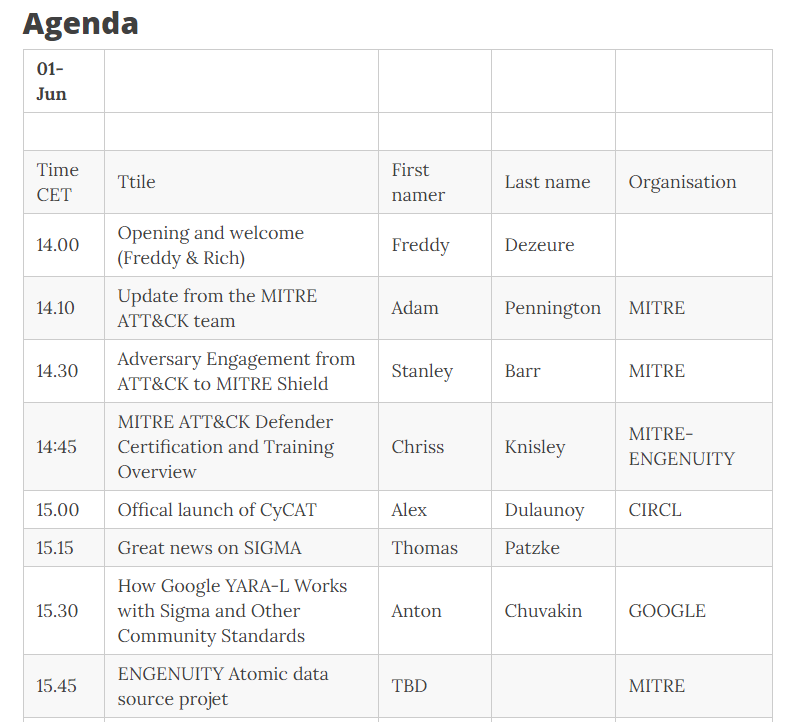 Agenda
01-
Jun
Time
CET
Ttile
First
namer
Last name
Organisation
14.00
Opening and welcome
(Freddy & Rich)
Freddy
Dezeure
14.10
Update from the MITRE
ATT&CK team
Adam
Pennington
MITRE
14.30
Adversary Engagement from
ATT&CK to MITRE Shield
Stanley
Barr
MITRE
14:45
MITRE ATT&CK Defender
Certification and Training
Overview
Chriss
Knisley
MITRE-
ENGENUITY
15.00
Offical launch of CyCAT
Alex
Dulaunoy
CIRCL
15.15
Great news on SIGMA
Thomas
Patzke
15.30
How Google YARA-L Works
with Sigma and Other
Community Standards
Anton
Chuvakin
GOOGLE
15.45
ENGENUITY Atomic data
source projet
TBD
MITRE